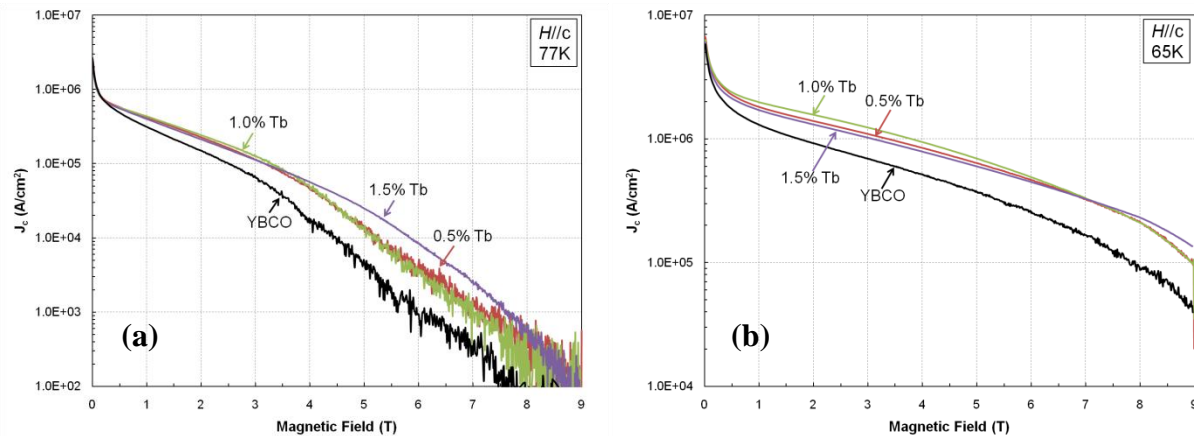 1.0E+07
1.0E+06
1.0E+05
1.0E+04
1.0E+03
1.0E+02
Jc (A/cm²)
H//c
77K
1.0% Tb
1.5% Tb
YBCO
0.5% Tb
(a)
0 1 2 3 4 5 6 7 8 9
Magnetic Field (T)
1.0E+07
1.0E+06
1.0E+05
1.0E+04
Jc (A/cm²)
H//c
65K
1.0% Tb
0.5% Tb
1.5% Tb
YBCO
(b)
0 1 2 3 4 5 6 7 8 9
Magnetic Field (T)